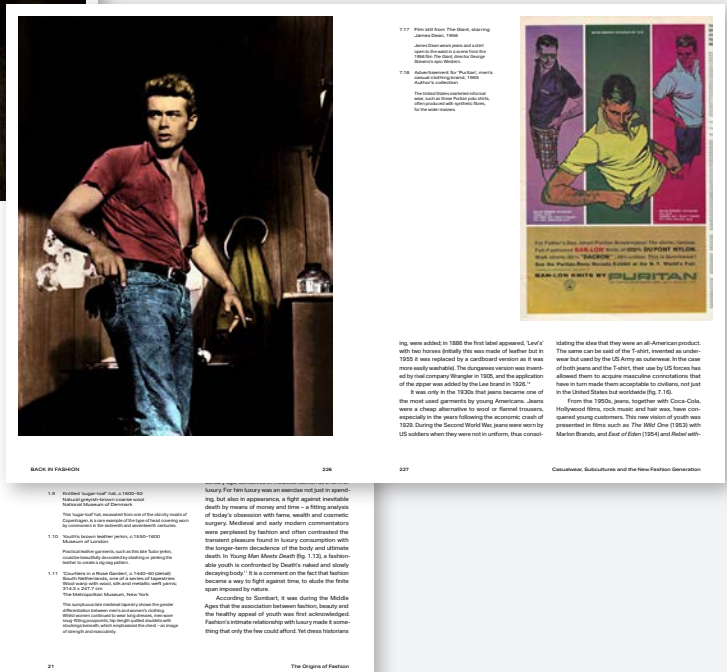 7.17 Film still from The Giant, starring
James Dean, 1956
James Dean wears jeans and a shirt
open to the waist in a scene from the
1956 film The Giant, director George
Stevens's epic Western.
7.18 Advertisement for 'Puritan', men's
casual clothing brand, 1965
Author's collection
The United States marketed informal
wear, such as these Puritan polo shirts,
often produced with synthetic fibres,
for the wider masses.
For Father's Day, smart Puritan
BAN-LON Knits of 100% DUPONT NYLON.
"DACRON"
See the Puritan at the N.Y. World's Fair.
BAN-LON KNITS BY PURITAN
ing, were added; in 1886 the first label appeared, 'Levi's'
with two horses (initially this was made of leather but in
1955 it was replaced by a cardboard version as it was
more easily washable). The dungarees version was invent-
ed by rival company Wrangler in 1905, and the application
of the zipper was added by the Lee brand in 1926.
It was only in the 1930s that jeans became one of
the most used garments by young Americans. Jeans
were a cheap alternative to wool or flannel trousers,
especially in the years following the economic crash of
1929. During the Second World War, jeans were worn by
US soldiers when they were not in uniform, thus consol-
idating the idea that they were an all-American product.
The same can be said of the T-shirt, invented as under-
wear but used by the US Army as outerwear. In the case
of both jeans and the T-shirt, their use by US forces has
allowed them to acquire masculine connotations that
have in turn made them acceptable to civilians, not just
in the United States but worldwide (fig. 7.16).
From the 1950s, jeans, together with Coca-Cola,
Hollywood films, rock music and hair wax, have con-
quered young customers. This new vision of youth was
presented in films such as The Wild One (1953) with
Marlon Brando, and East of Eden (1954) and Rebel with-
BACK IN FASHION
226
227
Casualwear, Subcultures and the New Fashion Generation
1.9 Knitted 'sugar-loaf' hat, c.1600–50
Natural greyish-brown coarse wool
National Museum of Denmark
This 'sugar-loaf' hat, excavated from one of the old city moats of
Copenhagen, is a rare example of the type of head covering worn
by commoners in the sixteenth and seventeenth centuries.
1.10 Youth's brown leather jerkin, c.1550–1600
Museum of London
Practical leather garments, such as this late Tudor jerkin,
could be beautifully decorated by slashing or pinking the
leather to create a zig-zag pattern.
1.11 'Courtiers in a Rose Garden', c.1440–50 (detail)
South Netherlands, one of a series of tapestries
Wool warp with wool, silk and metallic weft yarns;
314.3 x 247.7 cm
The Metropolitan Museum, New York
This sumptuous late medieval tapestry shows the gender
differentiation between men's and women's clothing.
Whilst women continued to wear long dresses, men wore
snug-fitting pourpoints, hip-length quilted doublets with
stockings beneath, which emphasised the chest – an image
of strength and masculinity.
luxury. For him luxury was an exercise not just in spend-
ing, but also in appearance, a fight against inevitable
death by means of money and time – a fitting analysis
of today's obsession with fame, wealth and cosmetic
surgery. Medieval and early modern commentators
were perplexed by fashion and often contrasted the
transient pleasure found in luxury consumption with
the longer-term decadence of the body and ultimate
death. In Young Man Meets Death (fig. 1.13), a fashion-
able youth is confronted by Death's naked and slowly
decaying body. It is a comment on the fact that fashion
became a way to fight against time, to elude the finite
span imposed by nature.
According to Sombart, it was during the Middle
Ages that the association between fashion, beauty and
the healthy appeal of youth was first acknowledged.
Fashion's intimate relationship with luxury made it some-
thing that only the few could afford. Yet dress historians
21
The Origins of Fashion